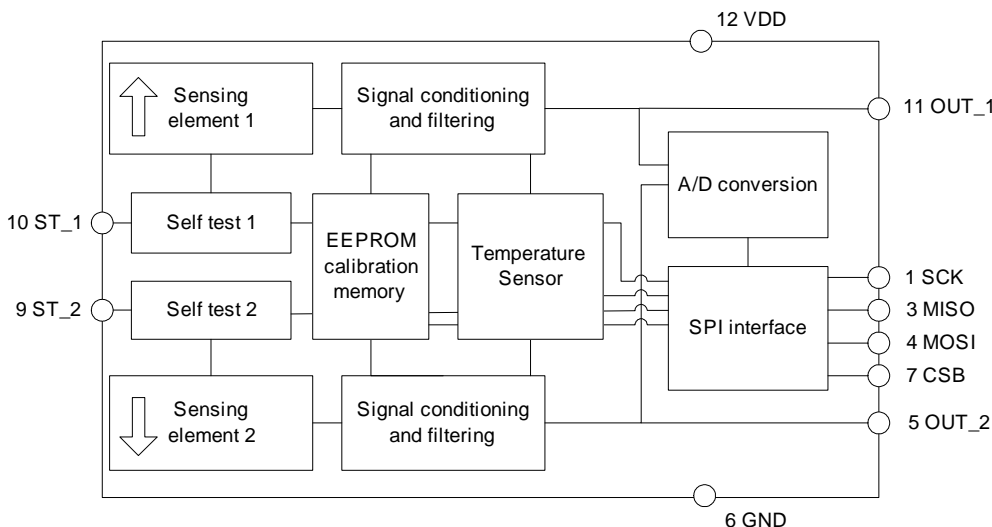 12 VDD
Sensing
element 1
Signal conditioning
and filtering
11 OUT_1
A/D conversion
10 ST_1
Self test 1
EEPROM
calibration
memory
Temperature
Sensor
9 ST_2
Self test 2
SPI interface
1 SCK
3 MISO
4 MOSI
7 CSB
Sensing
element 2
Signal conditioning
and filtering
5 OUT_2
6 GND